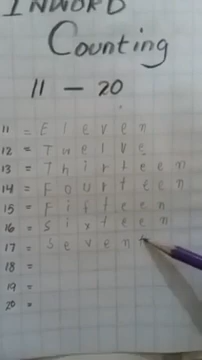 INWORD
Counting
11 - 20
11 = Eleven
12 = Twelve
13 = Thirteen
14 = Fourteen
15 = Fifteen
16 = Sixteen
17 = Sevent
18 =
19 =
20 =